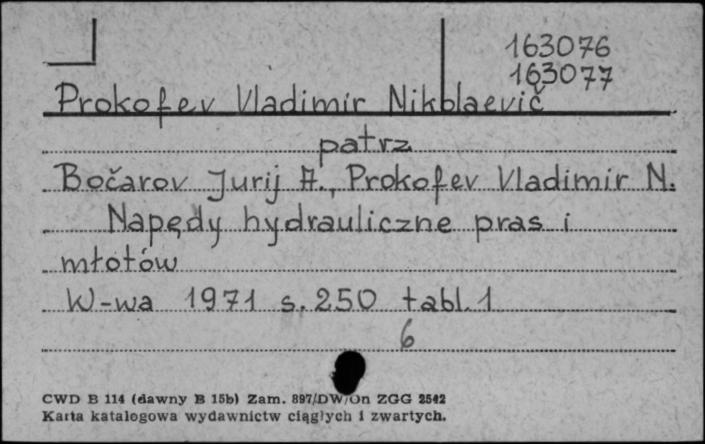 163076
163077
Prokofev Vladimir Nikolaevič
patrz
Bočarov Jurij A., Prokofev Vladimir N.
Napędy hydrauliczne pras i
młotów
W-wa 1971 s. 250 tabl. 1
6
CWD B 114 (dawny B 15b) Zam. 897/DW/On ZGG 2542
Karta katalogowa wydawnictw ciągłych i zwartych.